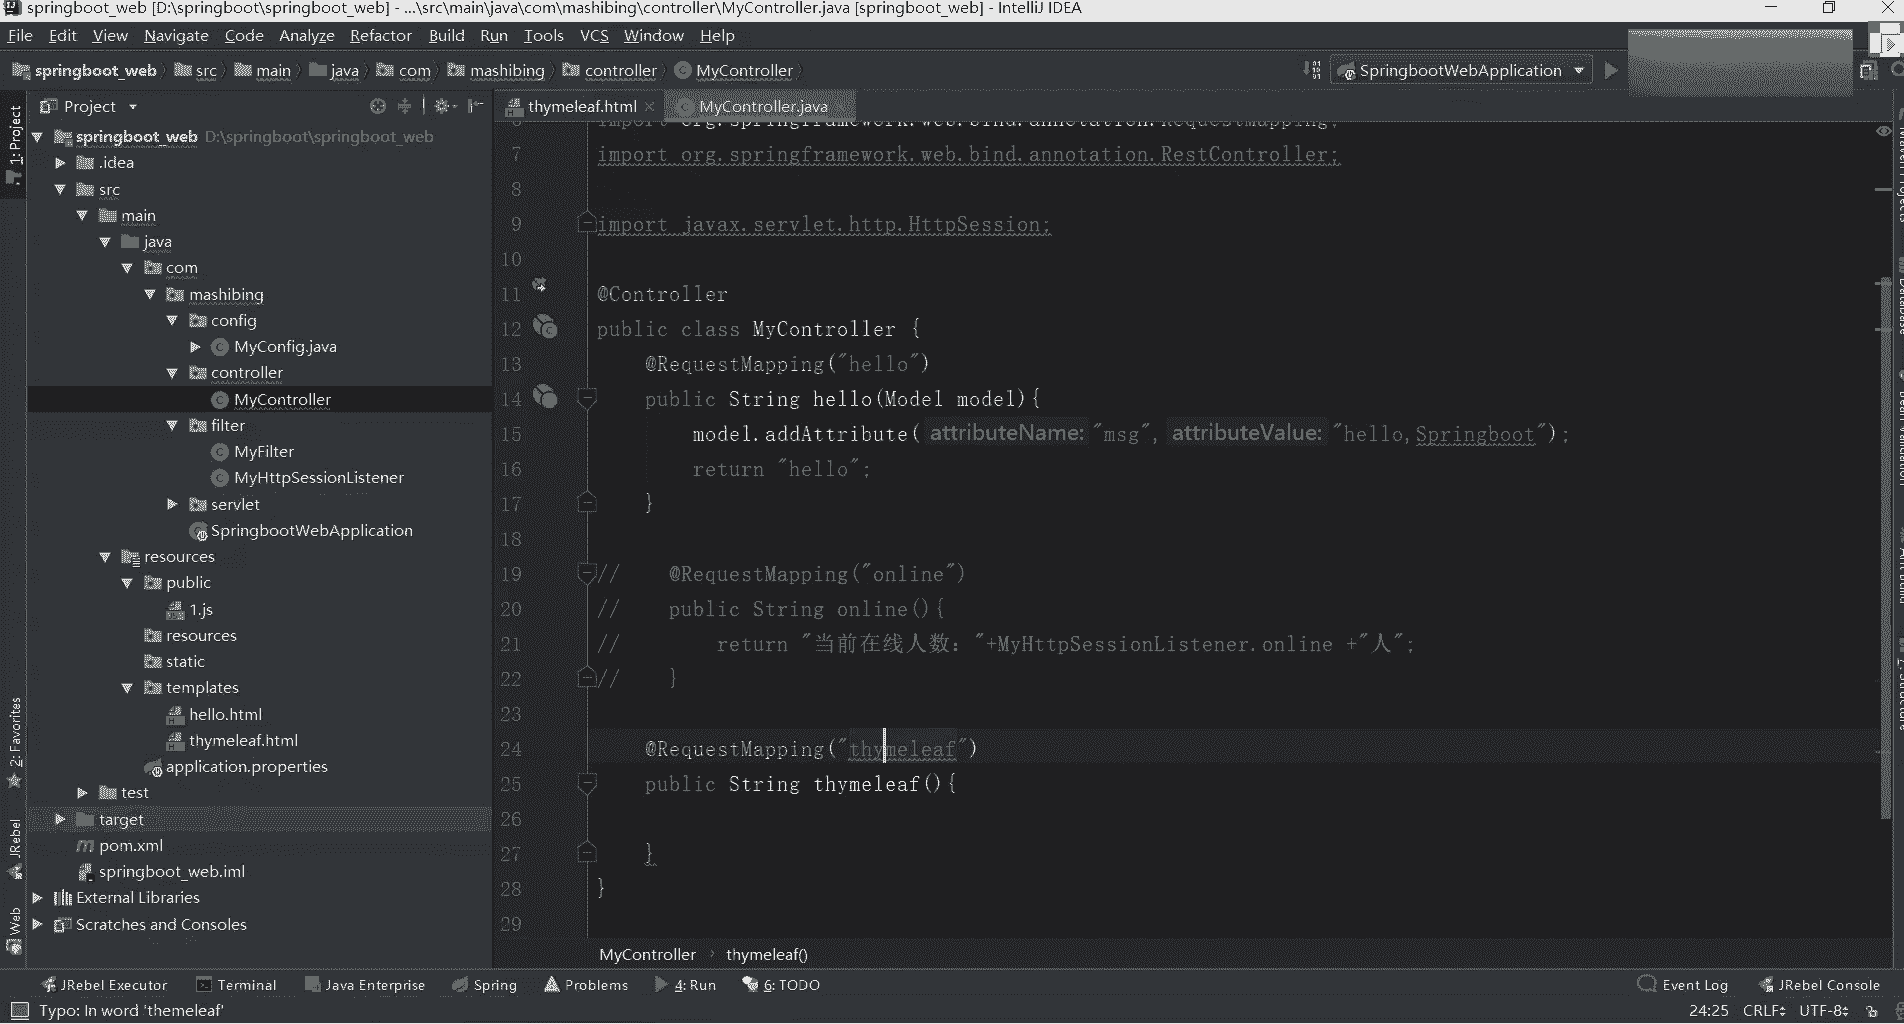 springboot_web [D:\springboot\springboot_web] - ...\src\main\java\com\mashibing\controller\MyController.java [springboot_web] - IntelliJ IDEA
File Edit View Navigate Code Analyze Refactor Build Run Tools VCS Window Help
springboot_web src main java com mashibing controller MyController SpringbootWebApplication
Project
thymeleaf.html MyController.java
1: Project
2: Favorites
JRebel
Web
springboot_web D:\springboot\springboot_web
.idea
src
main
java
com
mashibing
config
MyConfig.java
controller
MyController
filter
MyFilter
MyHttpSessionListener
servlet
SpringbootWebApplication
resources
public
1.js
resources
static
templates
hello.html
thymeleaf.html
application.properties
test
target
pom.xml
springboot_web.iml
External Libraries
Scratches and Consoles
6 import org.springframework.web.bind.annotation.RequestMapping;
7 import org.springframework.web.bind.annotation.RestController;
8
9 import javax.servlet.http.HttpSession;
10
11 @Controller
12 public class MyController {
13 @RequestMapping("hello")
14 public String hello(Model model){
15 model.addAttribute( attributeName: "msg", attributeValue: "hello,Springboot");
16 return "hello";
17 }
18
19 // @RequestMapping("online")
20 // public String online(){
21 // return "当前在线人数："+MyHttpSessionListener.online +"人";
22 // }
23
24 @RequestMapping("thymeleaf")
25 public String thymeleaf(){
26
27 }
28 }
29
MyController › thymeleaf()
JRebel Executor Terminal Java Enterprise Spring Problems 4: Run 6: TODO Event Log JRebel Console
Typo: In word 'themeleaf' 24:25 CRLF UTF-8